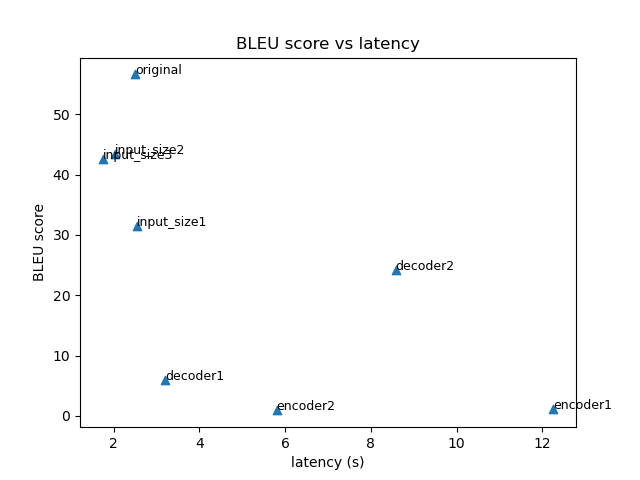 BLEU score vs latency
original
input_size2
input_size3
input_size1
decoder2
decoder1
encoder2
encoder1
50
40
30
20
10
0
BLEU score
2 4 6 8 10 12
latency (s)